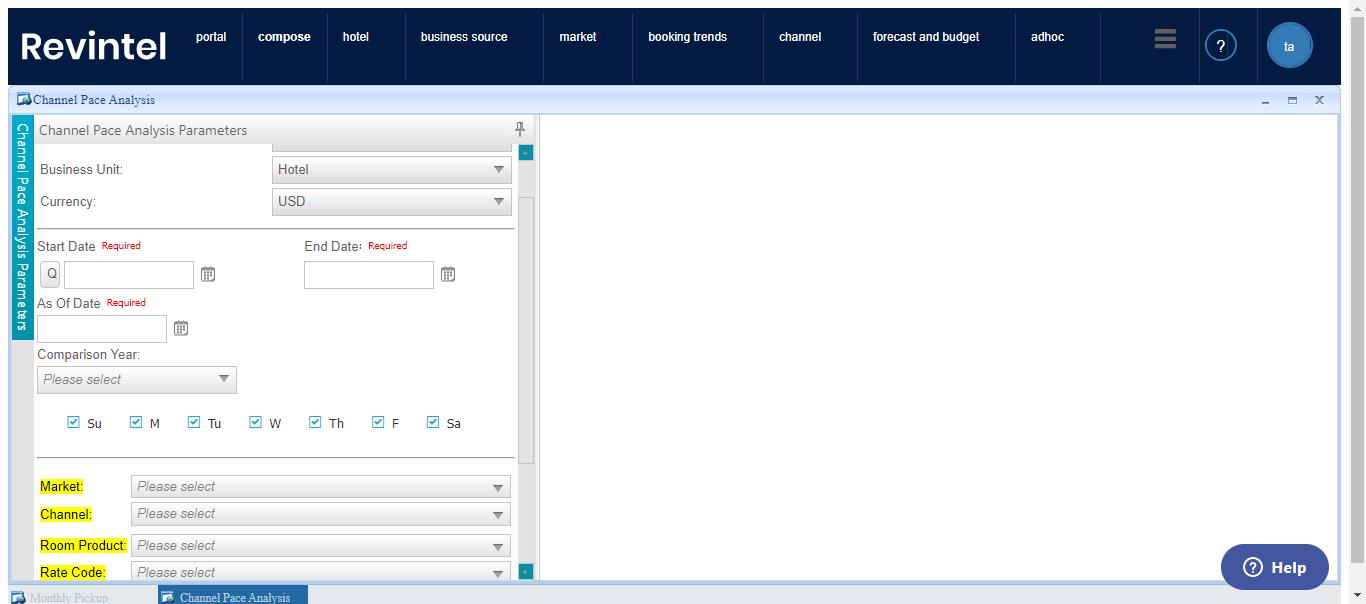 Revintel portal compose hotel business source market booking trends channel forecast and budget adhoc ? ta
Channel Pace Analysis
Channel Pace Analysis Parameters
Channel Pace Analysis Parameters
Business Unit: Hotel
Currency: USD
Start Date Required End Date: Required
Q
As Of Date Required
Comparison Year:
Please select
Su M Tu W Th F Sa
Market: Please select
Channel: Please select
Room Product: Please select
Rate Code: Please select
? Help
Monthly Pickup Channel Pace Analysis